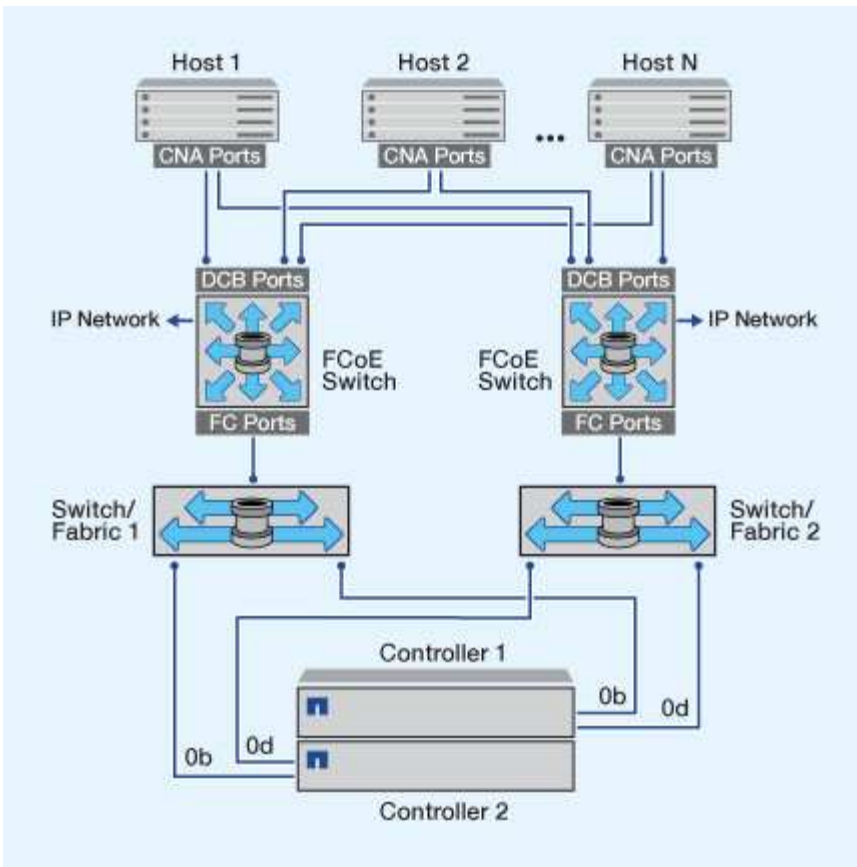 Host 1
Host 2
Host N
...
CNA Ports
CNA Ports
CNA Ports
DCB Ports
DCB Ports
IP Network
IP Network
FCoE
Switch
FCoE
Switch
FC Ports
FC Ports
Switch/
Fabric 1
Switch/
Fabric 2
Controller 1
0b
0d
0d
0b
Controller 2